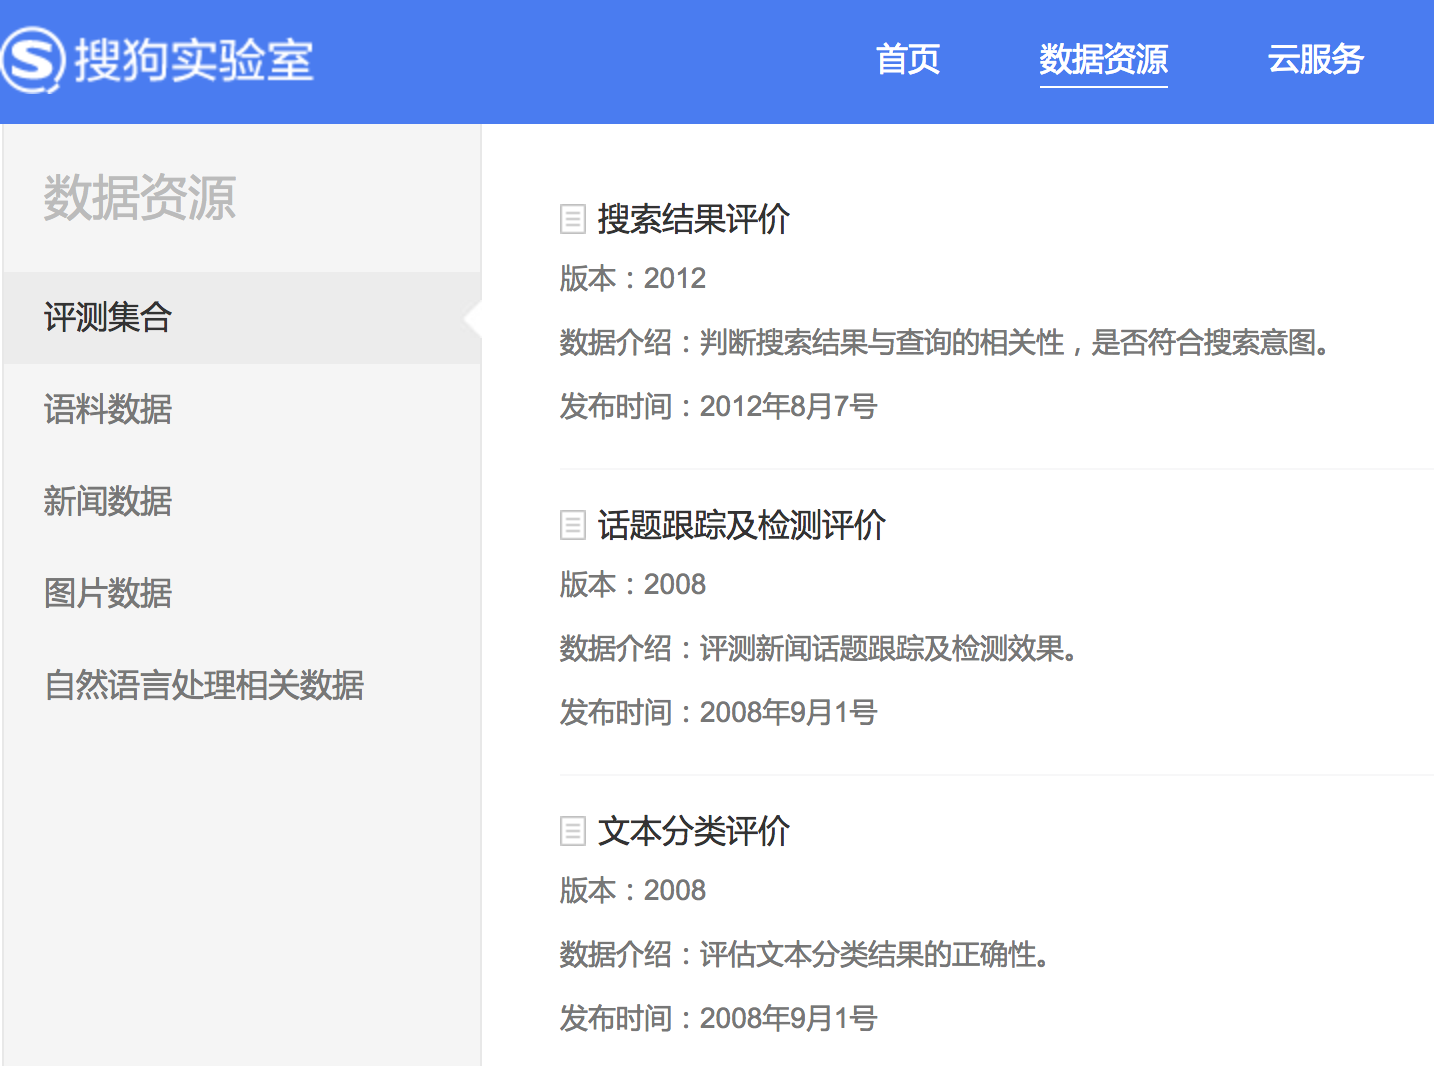 搜狗实验室
首页 数据资源 云服务
数据资源
评测集合
语料数据
新闻数据
图片数据
自然语言处理相关数据
搜索结果评价
版本：2012
数据介绍：判断搜索结果与查询的相关性，是否符合搜索意图。
发布时间：2012年8月7号
话题跟踪及检测评价
版本：2008
数据介绍：评测新闻话题跟踪及检测效果。
发布时间：2008年9月1号
文本分类评价
版本：2008
数据介绍：评估文本分类结果的正确性。
发布时间：2008年9月1号